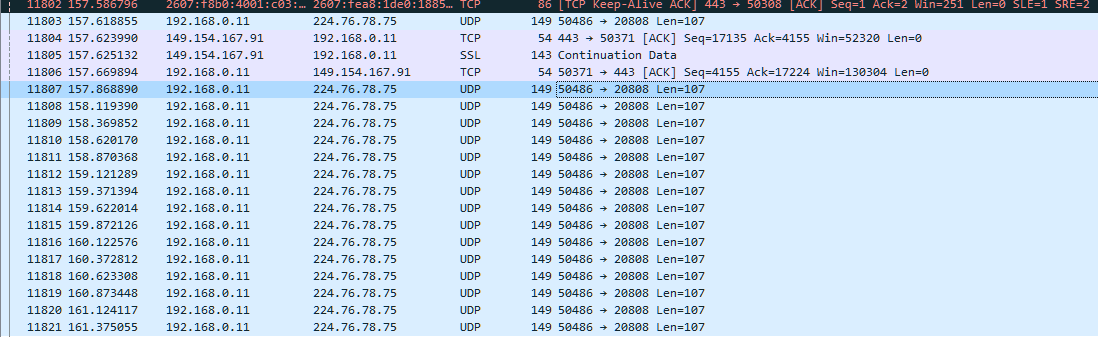 11802 157.586796 2607:f8b0:4001:c03:... 2607:fea8:1de0:1885... TCP 86 [TCP Keep-Alive ACK] 443 → 50308 [ACK] Seq=1 Ack=2 Win=251 Len=0 SLE=1 SRE=2
11803 157.618855 192.168.0.11 224.76.78.75 UDP 149 50486 → 20808 Len=107
11804 157.623990 149.154.167.91 192.168.0.11 TCP 54 443 → 50371 [ACK] Seq=17135 Ack=4155 Win=52320 Len=0
11805 157.625132 149.154.167.91 192.168.0.11 SSL 143 Continuation Data
11806 157.669894 192.168.0.11 149.154.167.91 TCP 54 50371 → 443 [ACK] Seq=4155 Ack=17224 Win=130304 Len=0
11807 157.868890 192.168.0.11 224.76.78.75 UDP 149 50486 → 20808 Len=107
11808 158.119390 192.168.0.11 224.76.78.75 UDP 149 50486 → 20808 Len=107
11809 158.369852 192.168.0.11 224.76.78.75 UDP 149 50486 → 20808 Len=107
11810 158.620170 192.168.0.11 224.76.78.75 UDP 149 50486 → 20808 Len=107
11811 158.870368 192.168.0.11 224.76.78.75 UDP 149 50486 → 20808 Len=107
11812 159.121289 192.168.0.11 224.76.78.75 UDP 149 50486 → 20808 Len=107
11813 159.371394 192.168.0.11 224.76.78.75 UDP 149 50486 → 20808 Len=107
11814 159.622014 192.168.0.11 224.76.78.75 UDP 149 50486 → 20808 Len=107
11815 159.872126 192.168.0.11 224.76.78.75 UDP 149 50486 → 20808 Len=107
11816 160.122576 192.168.0.11 224.76.78.75 UDP 149 50486 → 20808 Len=107
11817 160.372812 192.168.0.11 224.76.78.75 UDP 149 50486 → 20808 Len=107
11818 160.623308 192.168.0.11 224.76.78.75 UDP 149 50486 → 20808 Len=107
11819 160.873448 192.168.0.11 224.76.78.75 UDP 149 50486 → 20808 Len=107
11820 161.124117 192.168.0.11 224.76.78.75 UDP 149 50486 → 20808 Len=107
11821 161.375055 192.168.0.11 224.76.78.75 UDP 149 50486 → 20808 Len=107